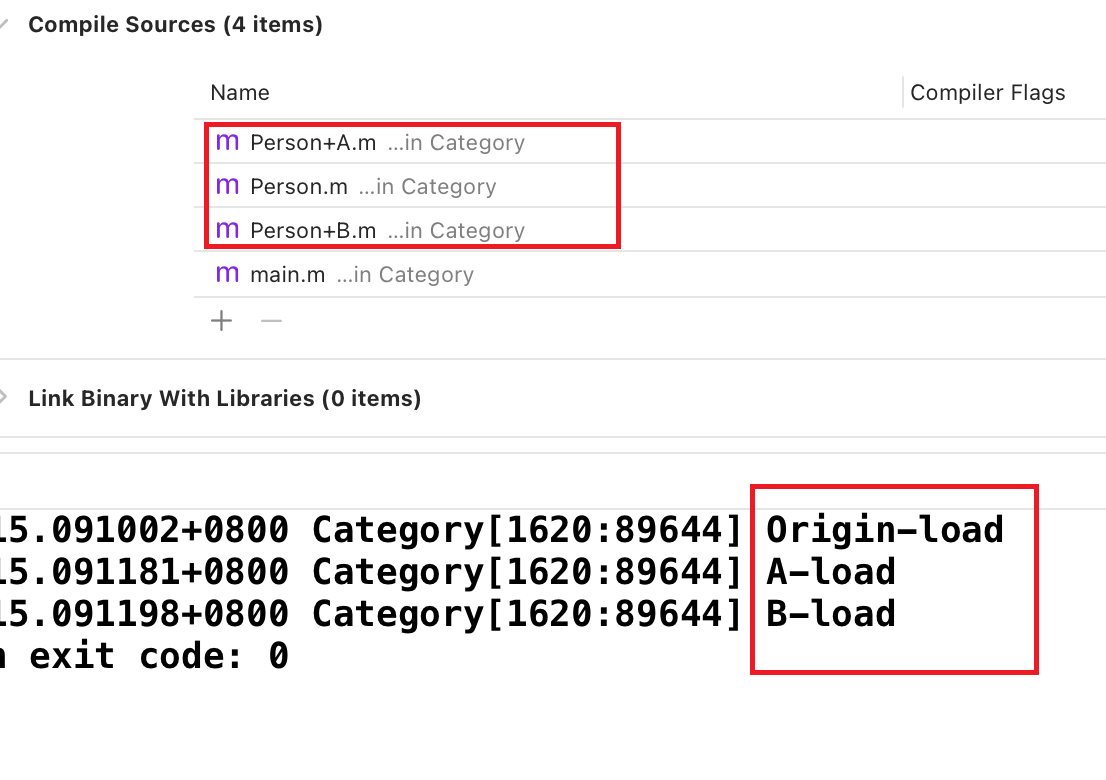 Compile Sources (4 items)
Name Compiler Flags
m Person+A.m ...in Category
m Person.m ...in Category
m Person+B.m ...in Category
m main.m ...in Category
Link Binary With Libraries (0 items)
15.091002+0800 Category[1620:89644] Origin-load
15.091181+0800 Category[1620:89644] A-load
15.091198+0800 Category[1620:89644] B-load
exit code: 0